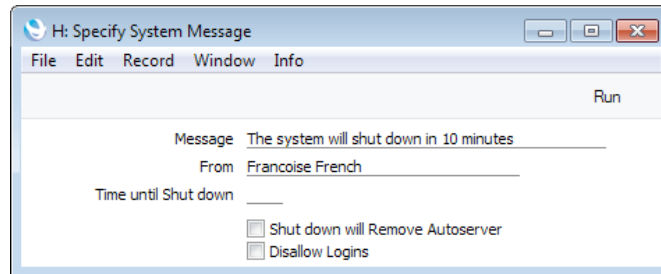 H: Specify System Message
File Edit Record Window Info
Run
Message The system will shut down in 10 minutes
From Francoise French
Time until Shut down
Shut down will Remove Autoserver
Disallow Logins